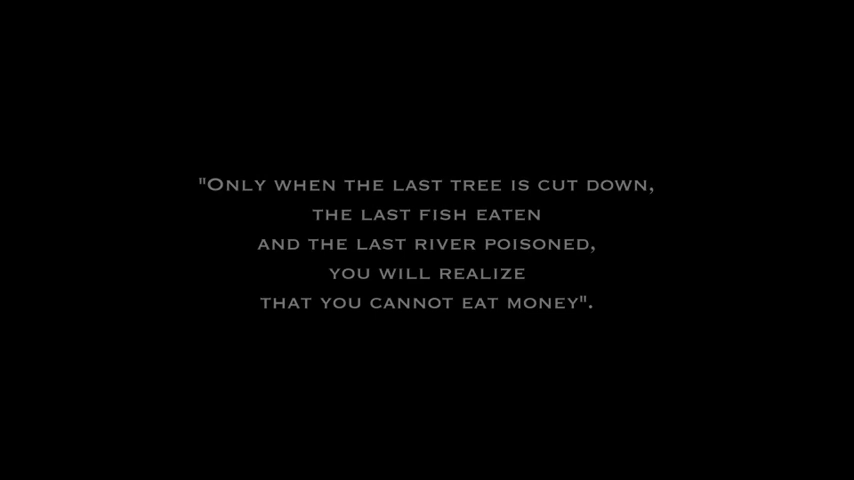 "Only when the last tree is cut down,
the last fish eaten
and the last river poisoned,
you will realize
that you cannot eat money".